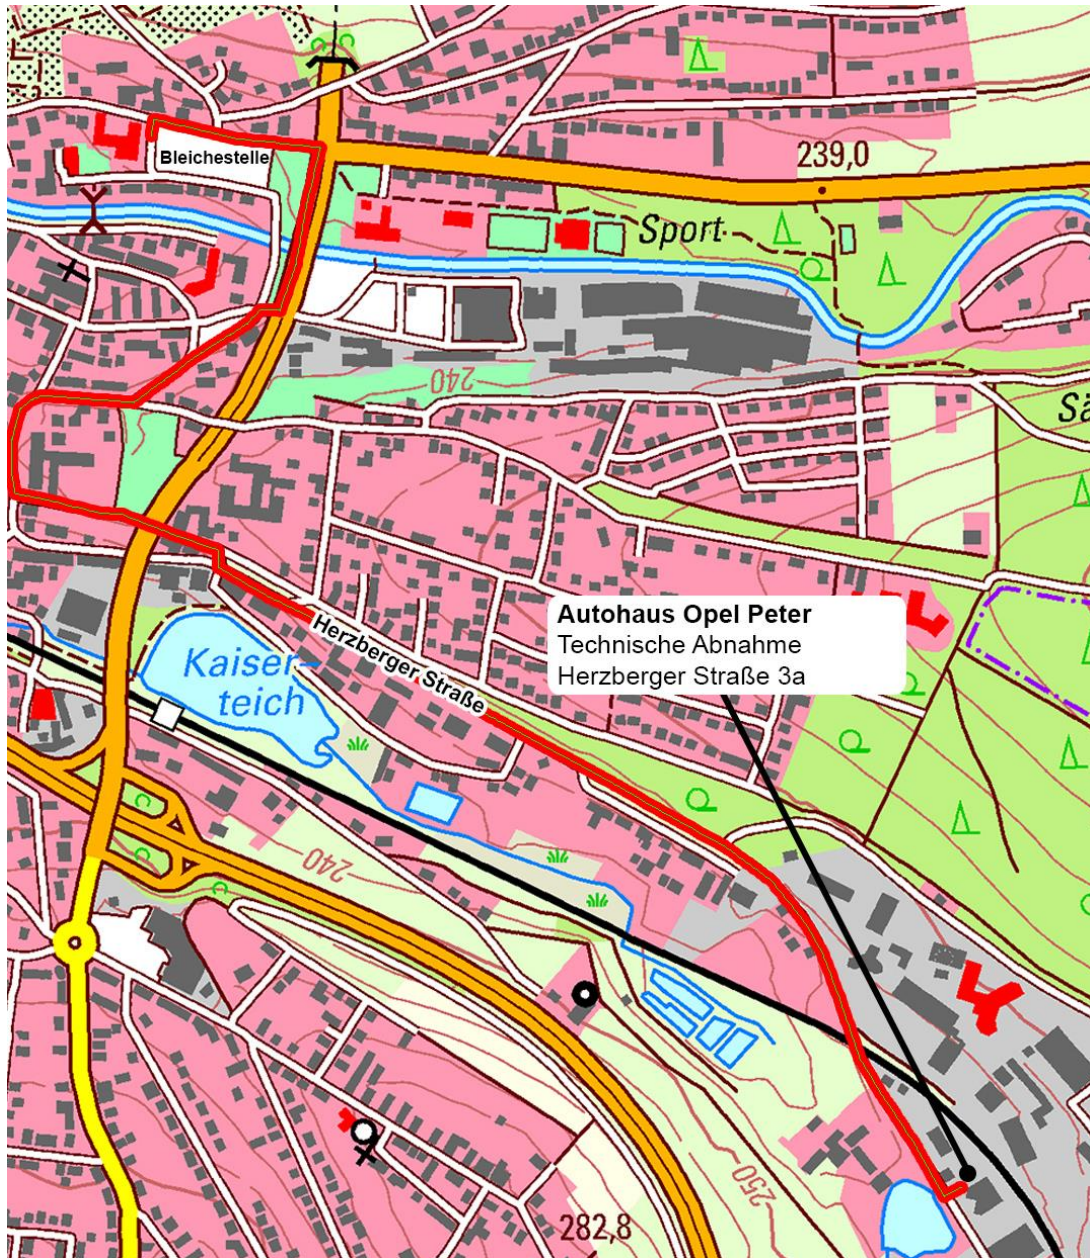 Bleichestelle
239,0
Sport
240
Sä
Autohaus Opel Peter
Technische Abnahme
Herzberger Straße 3a
Herzberger Straße
Kaiser-
teich
240
250
282,8